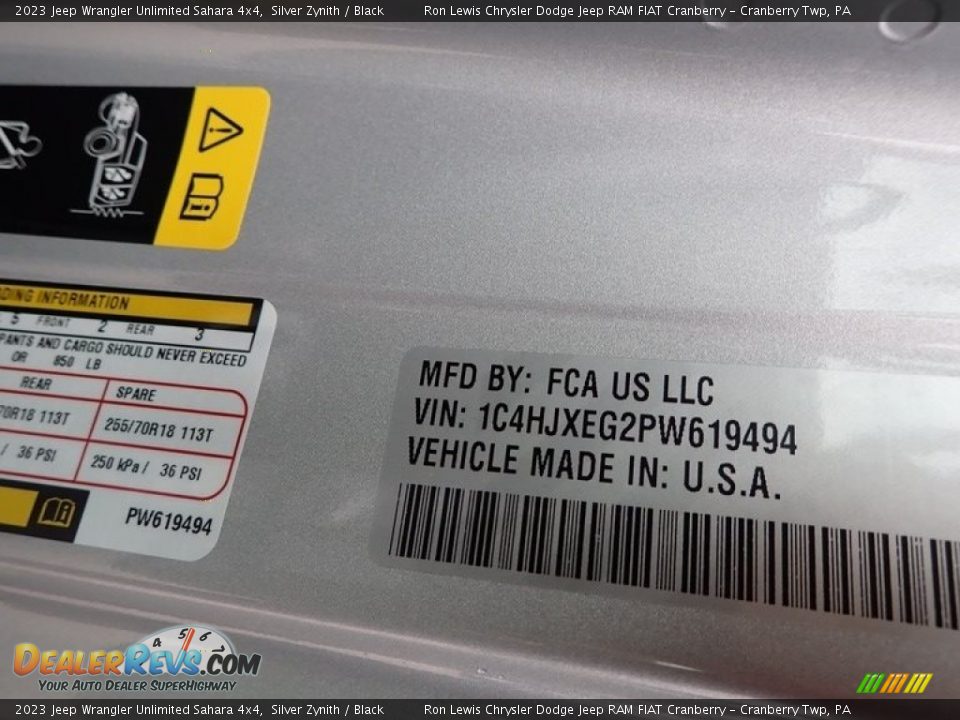 2023 Jeep Wrangler Unlimited Sahara 4x4, Silver Zynith / Black Ron Lewis Chrysler Dodge Jeep RAM FIAT Cranberry - Cranberry Twp, PA
ADING INFORMATION
5 FRONT 2 REAR 3
PANTS AND CARGO SHOULD NEVER EXCEED
OR 850 LB
REAR SPARE
70R18 113T 255/70R18 113T
/ 36 PSI 250 kPa / 36 PSI
PW619494
MFD BY: FCA US LLC
VIN: 1C4HJXEG2PW619494
VEHICLE MADE IN: U.S.A.
4 5 6
DealerRevs.com
Your Auto Dealer SuperHighway
2023 Jeep Wrangler Unlimited Sahara 4x4, Silver Zynith / Black Ron Lewis Chrysler Dodge Jeep RAM FIAT Cranberry - Cranberry Twp, PA